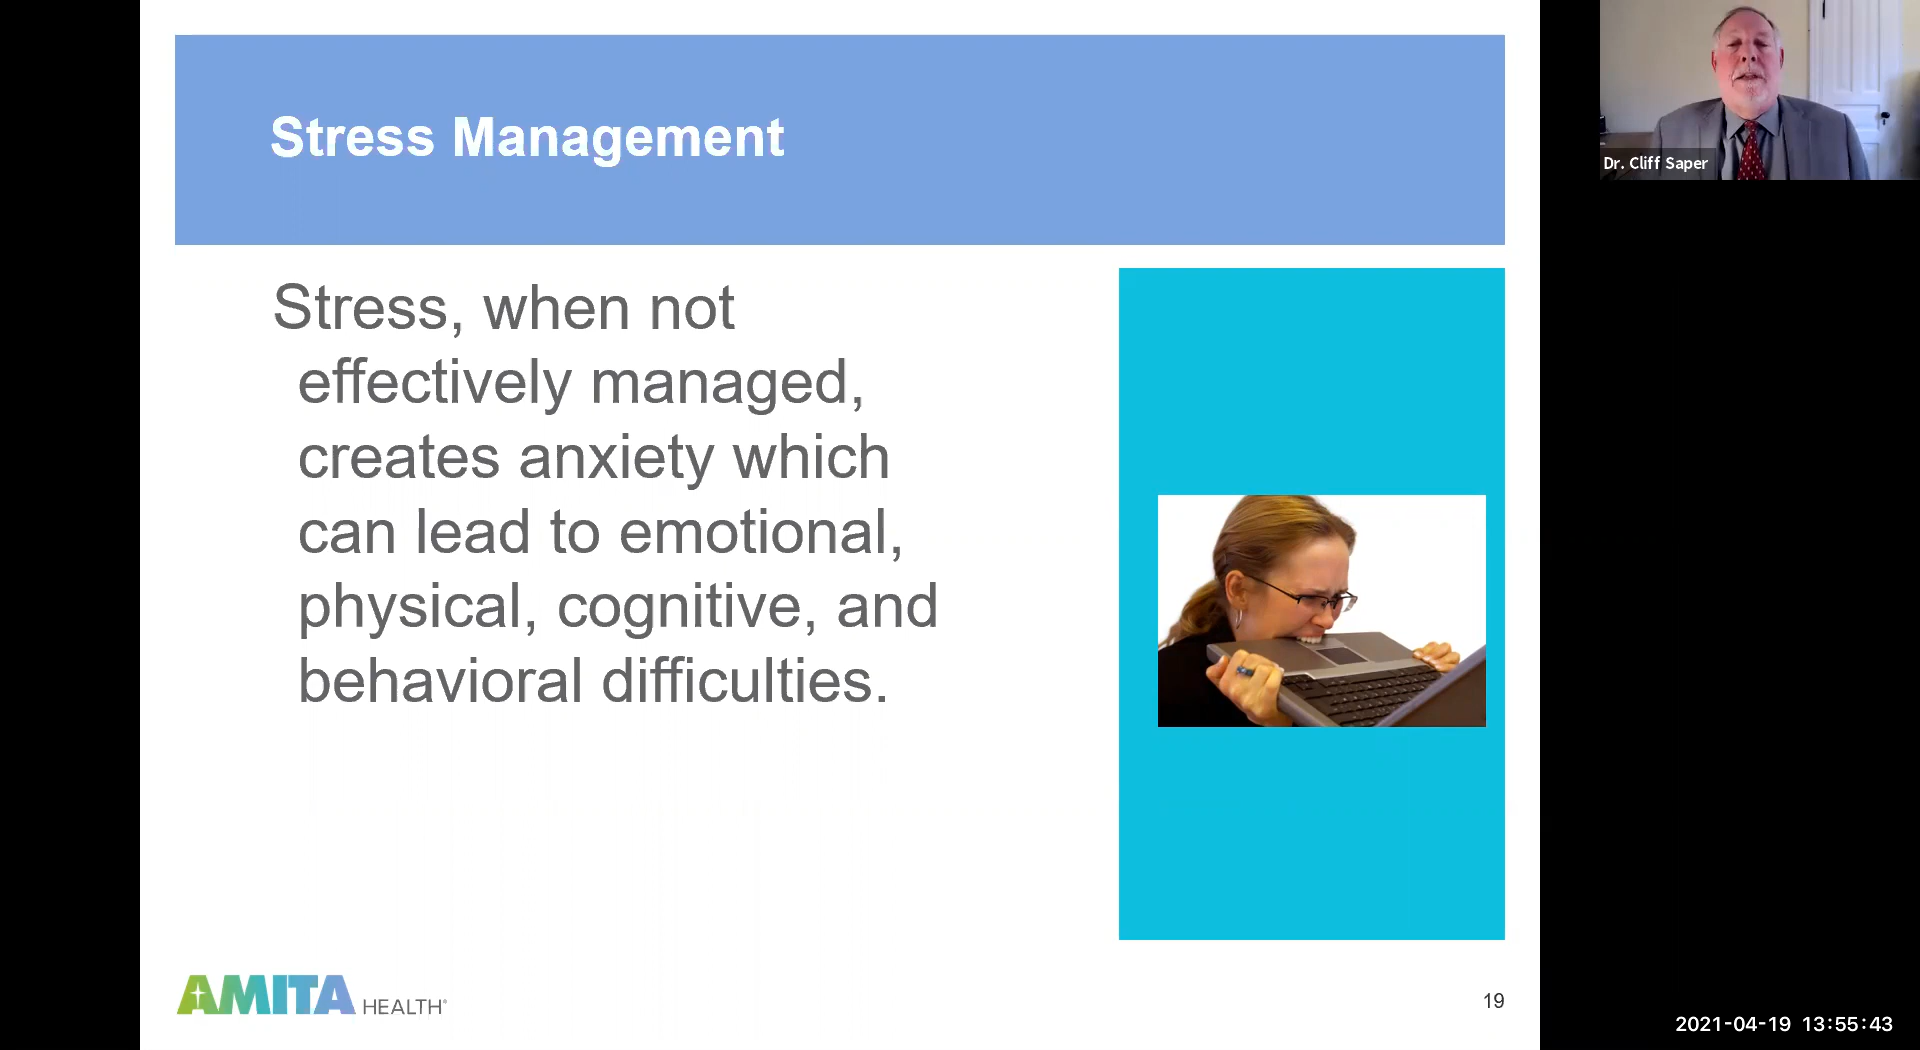 Stress Management
Stress, when not
effectively managed,
creates anxiety which
can lead to emotional,
physical, cognitive, and
behavioral difficulties.
AMITA HEALTH®
19
Dr. Cliff Saper
2021-04-19 13:55:43